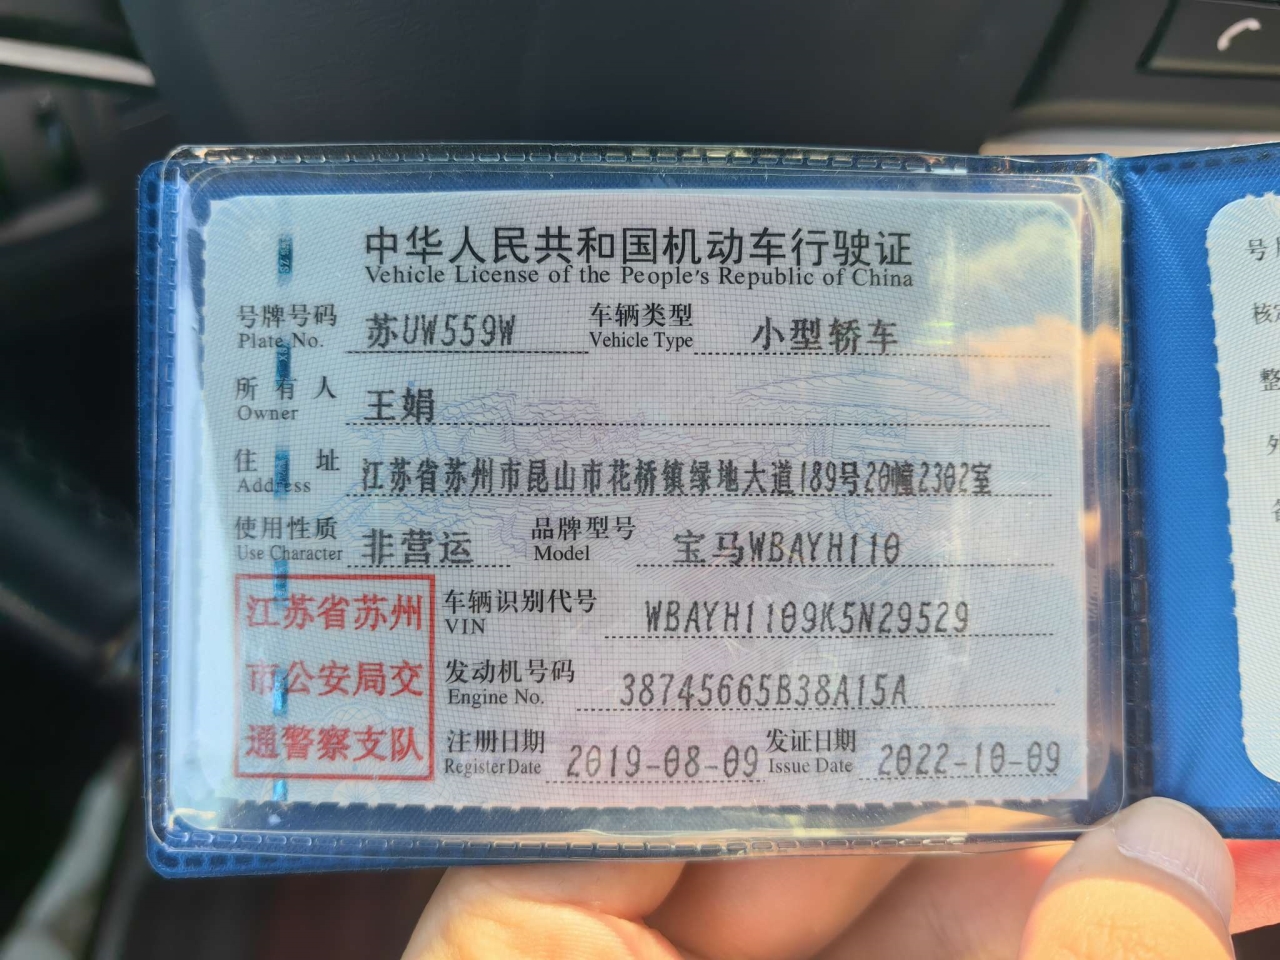 中华人民共和国机动车行驶证
Vehicle License of the People's Republic of China
号牌号码 苏UW559W 车辆类型 小型轿车
Plate No. Vehicle Type
所有人 王娟
Owner
住址 江苏省苏州市昆山市花桥镇绿地大道189号20幢2302室
Address
使用性质 非营运 品牌型号 宝马WBAYH110
Use Character Model
江苏省苏州
市公安局交
通警察支队
车辆识别代号 WBAYH1109K5N29529
VIN
发动机号码 38745665B38A15A
Engine No.
注册日期 2019-08-09 发证日期 2022-10-09
Register Date Issue Date
号
核
整